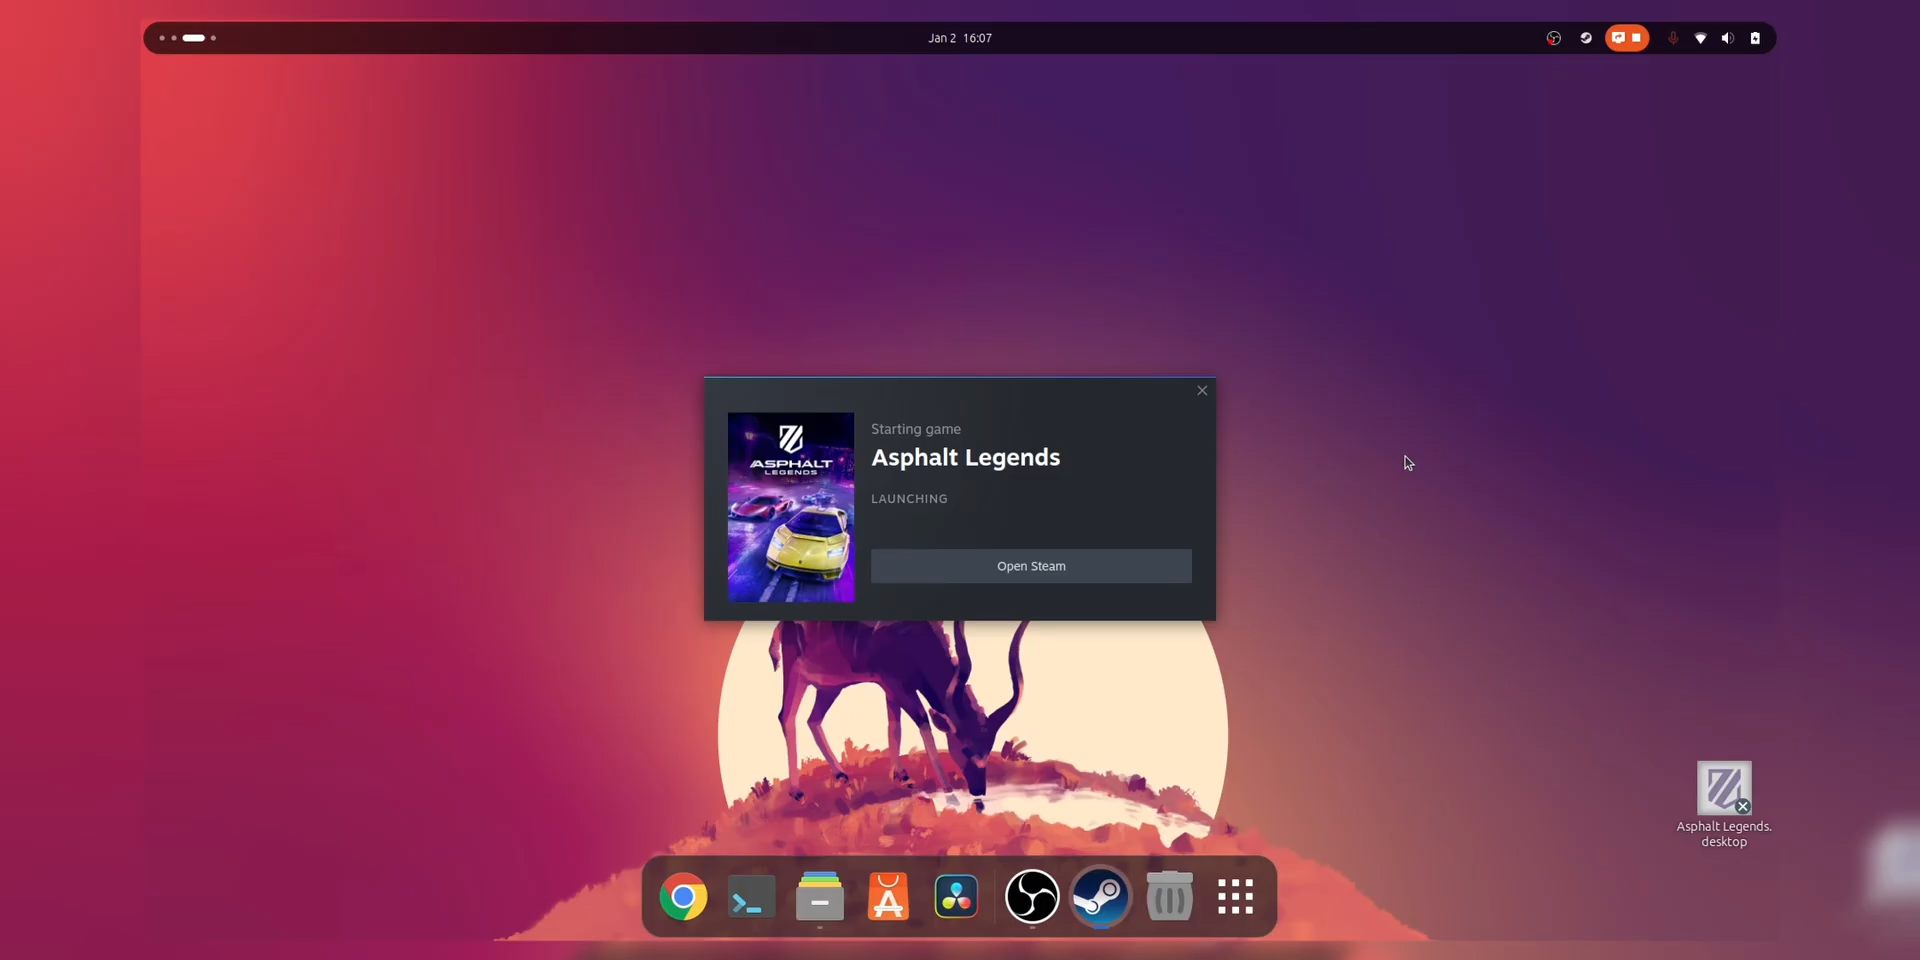 Jan 2 16:07
Starting game
Asphalt Legends
LAUNCHING
Open Steam
ASPHALT
LEGENDS
Asphalt Legends.
desktop